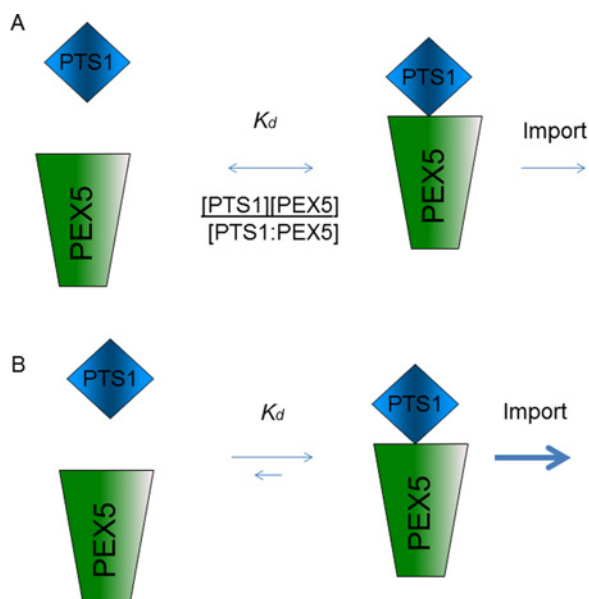 A
PTS1
PTS1
Kd
Import
[PTS1][PEX5]
[PTS1:PEX5]
PEX5
PEX5
B
PTS1
PTS1
Kd
Import
PEX5
PEX5